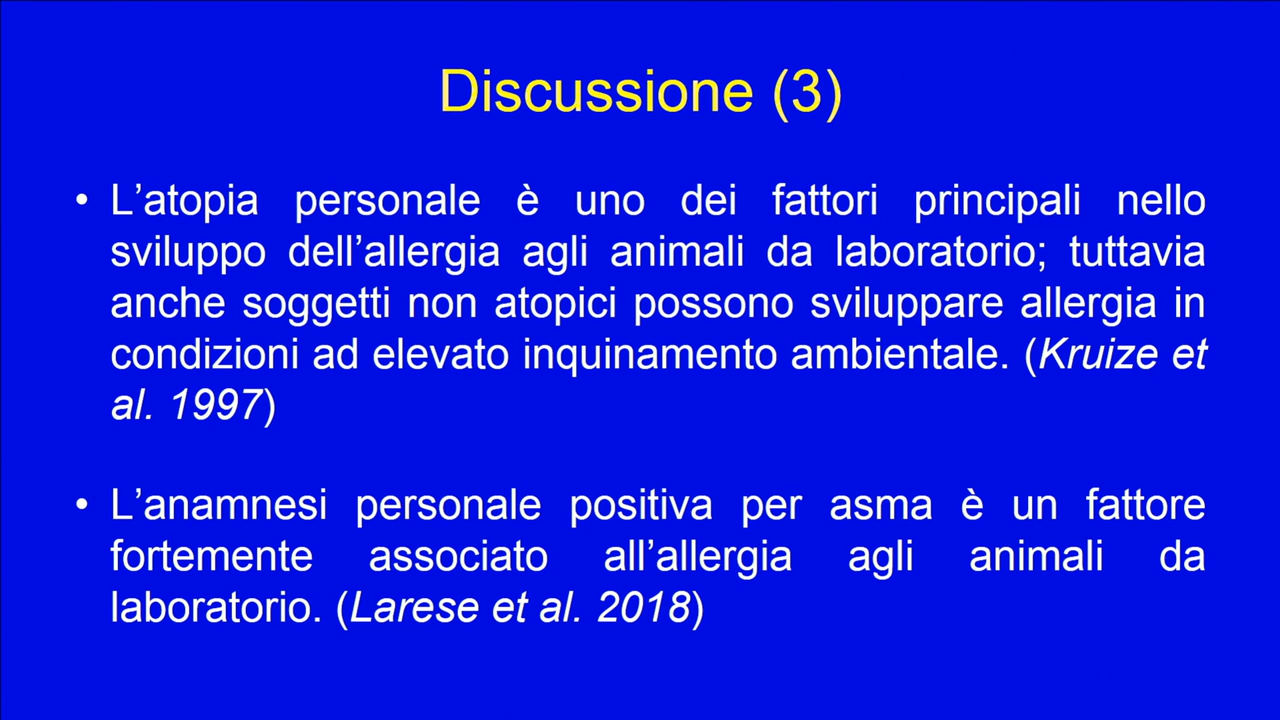 Discussione (3)
• L’atopia personale è uno dei fattori principali nello
sviluppo dell’allergia agli animali da laboratorio; tuttavia
anche soggetti non atopici possono sviluppare allergia in
condizioni ad elevato inquinamento ambientale. (Kruize et
al. 1997)
• L’anamnesi personale positiva per asma è un fattore
fortemente associato all’allergia agli animali da
laboratorio. (Larese et al. 2018)